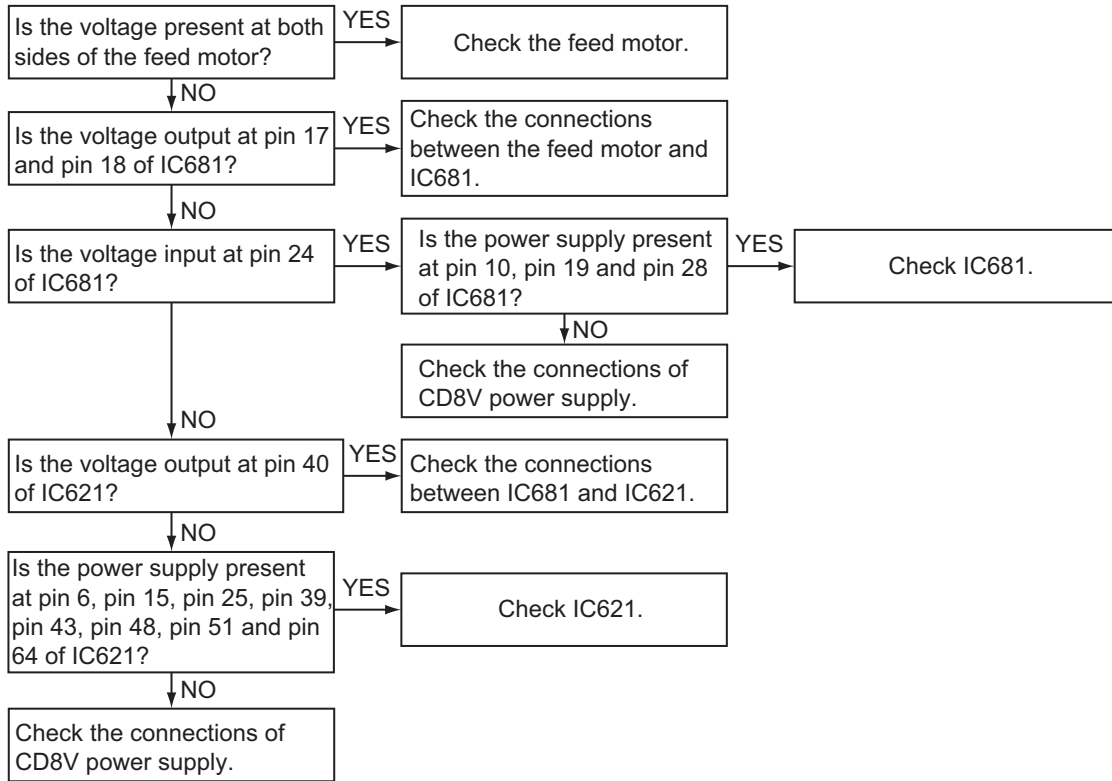 Is the voltage present at both
sides of the feed motor?
YES
Check the feed motor.
NO
Is the voltage output at pin 17
and pin 18 of IC681?
YES
Check the connections
between the feed motor and
IC681.
NO
Is the voltage input at pin 24
of IC681?
YES
Is the power supply present
at pin 10, pin 19 and pin 28
of IC681?
YES
Check IC681.
NO
Check the connections of
CD8V power supply.
NO
Is the voltage output at pin 40
of IC621?
YES
Check the connections
between IC681 and IC621.
NO
Is the power supply present
at pin 6, pin 15, pin 25, pin 39,
pin 43, pin 48, pin 51 and pin
64 of IC621?
YES
Check IC621.
NO
Check the connections of
CD8V power supply.